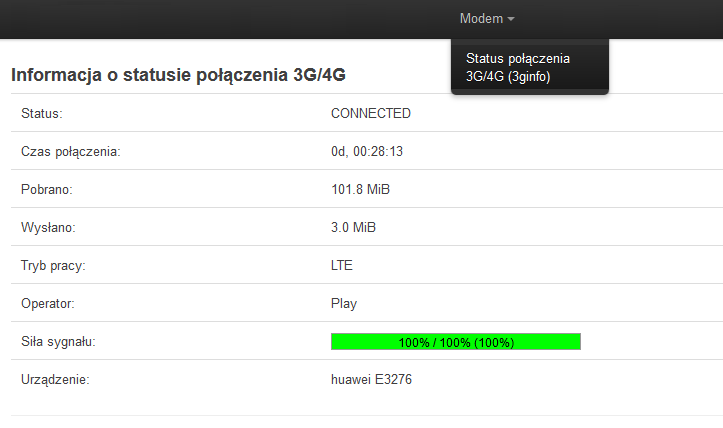 Modem
Status połączenia
3G/4G (3ginfo)
Informacja o statusie połączenia 3G/4G
Status: CONNECTED
Czas połączenia: 0d, 00:28:13
Pobrano: 101.8 MiB
Wysłano: 3.0 MiB
Tryb pracy: LTE
Operator: Play
Siła sygnału: 100% / 100% (100%)
Urządzenie: huawei E3276